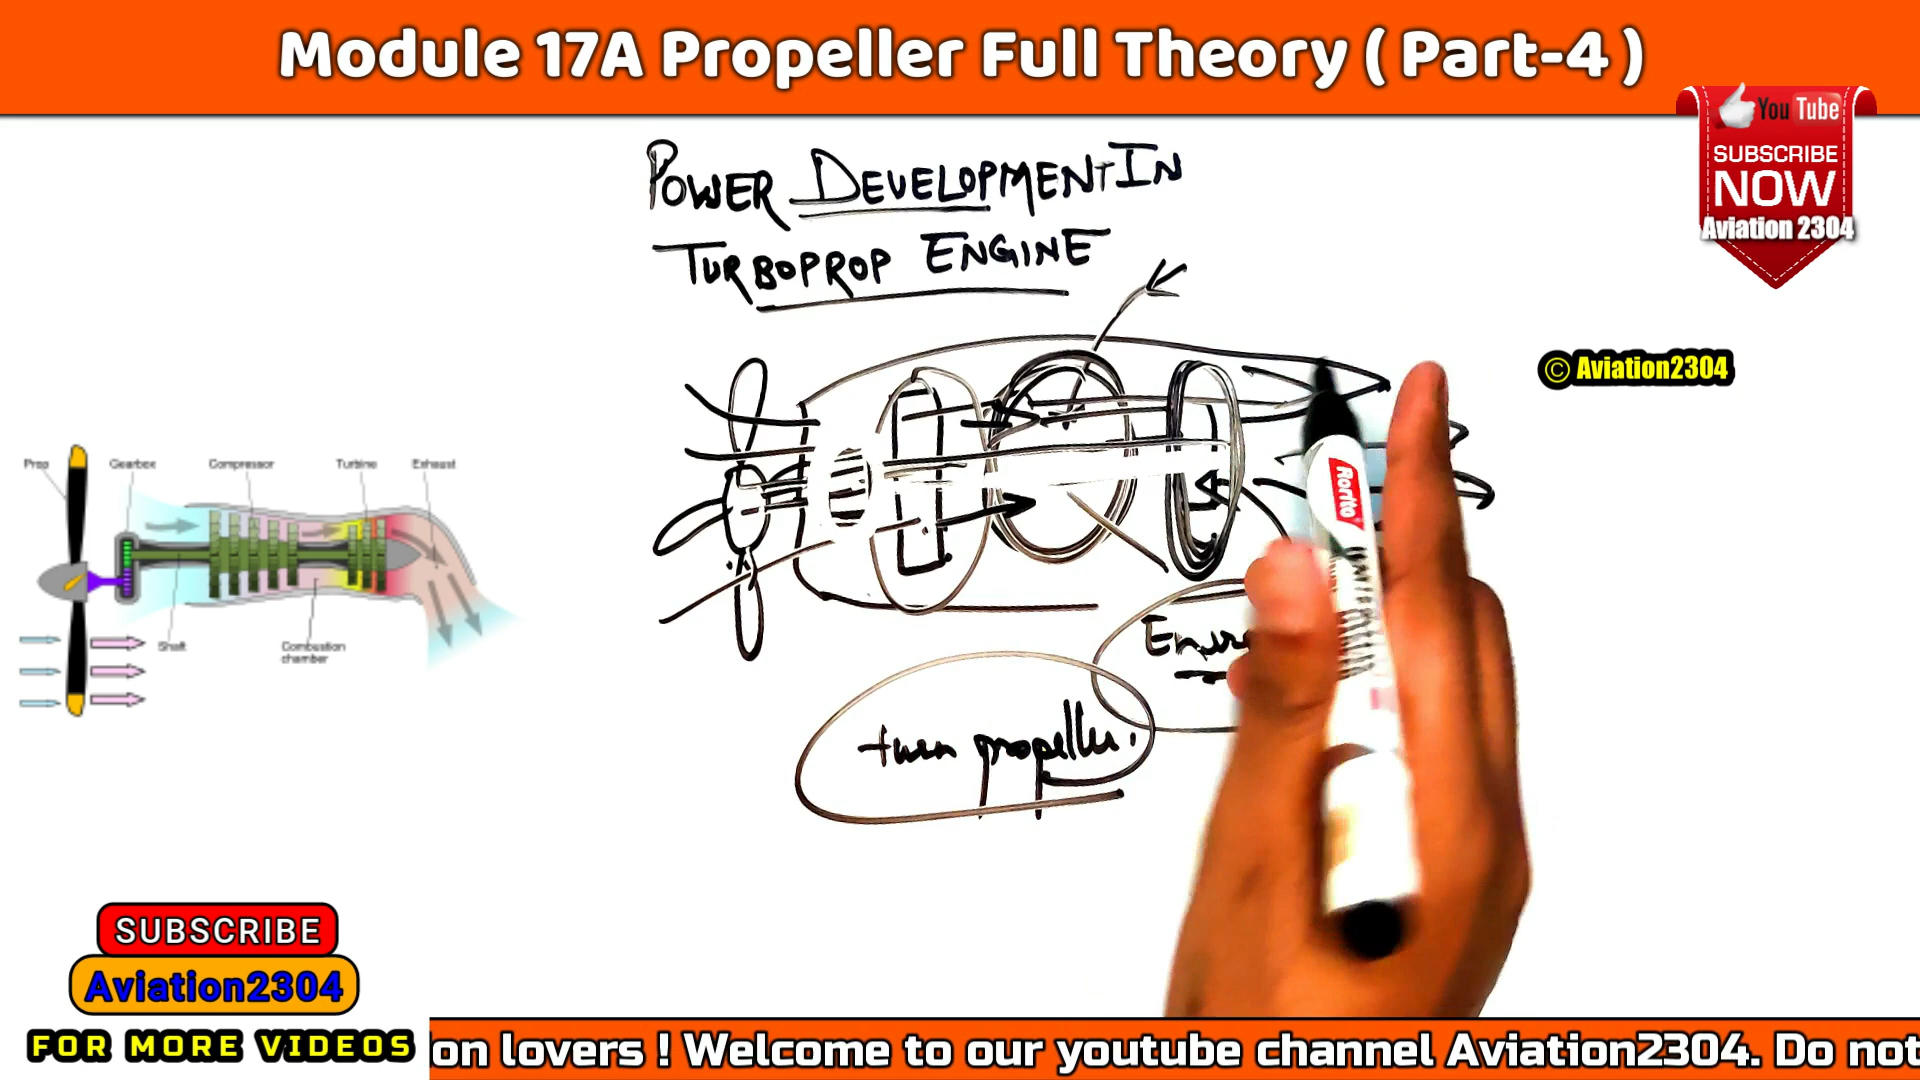 Module 17A Propeller Full Theory ( Part-4 )
You Tube
SUBSCRIBE
NOW
Aviation 2304
POWER DEVELOPMENT IN
TURBOPROP ENGINE
© Aviation2304
Prop
Gearbox
Compressor
Turbine
Exhaust
Shaft
Combustion
chamber
turn propeller.
SUBSCRIBE
Aviation2304
FOR MORE VIDEOS
on lovers ! Welcome to our youtube channel Aviation2304. Do not
Rorito